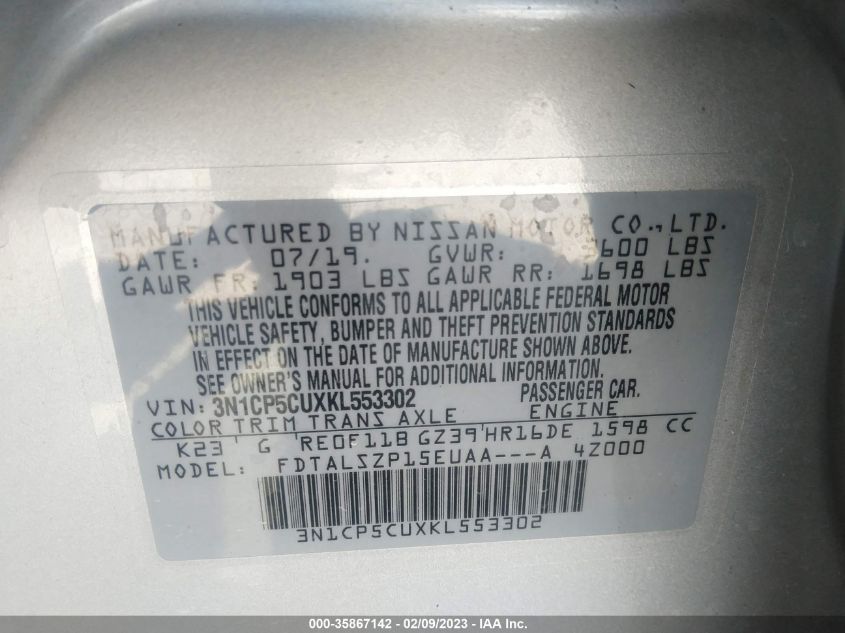 MANUFACTURED BY NISSAN MOTOR CO.,LTD.
DATE: 07/19. GVWR: 3600 LBS
GAWR FR: 1903 LBS GAWR RR: 1698 LBS
THIS VEHICLE CONFORMS TO ALL APPLICABLE FEDERAL MOTOR
VEHICLE SAFETY, BUMPER AND THEFT PREVENTION STANDARDS
IN EFFECT ON THE DATE OF MANUFACTURE SHOWN ABOVE.
SEE OWNER'S MANUAL FOR ADDITIONAL INFORMATION.
VIN: 3N1CP5CUXKL553302 PASSENGER CAR.
COLOR TRIM TRANS AXLE ENGINE
K23 G RE0F11B GZ39 HR16DE 1598 CC
MODEL: FDTALSZP15EUAA---A 4Z000
3N1CP5CUXKL553302
000-35867142 - 02/09/2023 - IAA Inc.